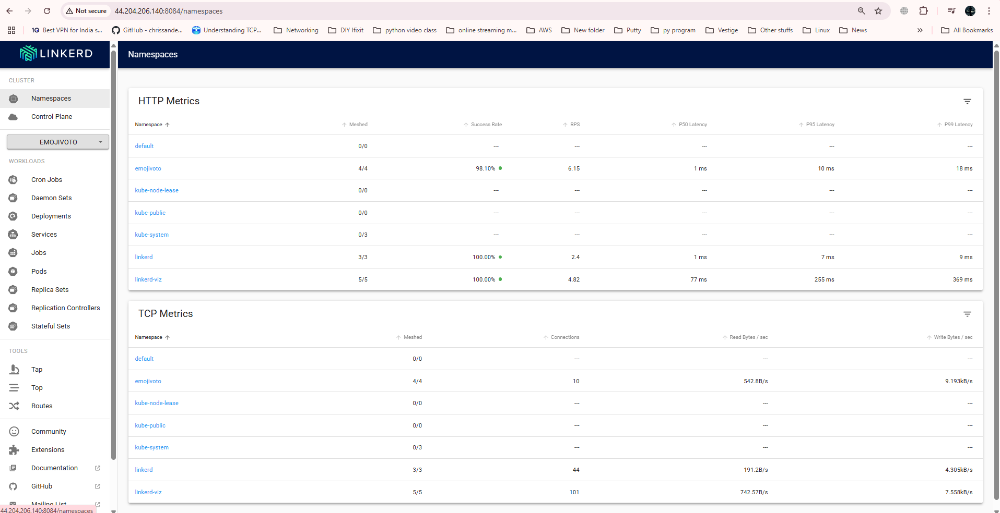 Not secure 44.204.206.140:8084/namespaces
Best VPN for India s... GitHub - chrissande... Understanding TCP... Networking DIY Ifixit python video class online streaming m... AWS New folder Putty py program Vestige Other stuffs Linux News » All Bookmarks
LINKERD
Namespaces
CLUSTER
Namespaces
Control Plane
EMOJIVOTO
WORKLOADS
Cron Jobs
Daemon Sets
Deployments
Services
Jobs
Pods
Replica Sets
Replication Controllers
Stateful Sets
TOOLS
Tap
Top
Routes
Community
Extensions
Documentation
GitHub
Mailing List
44.204.206.140:8084/namespaces
HTTP Metrics
Namespace Meshed Success Rate RPS P50 Latency P95 Latency P99 Latency
default 0/0 --- --- --- --- ---
emojivoto 4/4 98.10% 6.15 1 ms 10 ms 18 ms
kube-node-lease 0/0 --- --- --- --- ---
kube-public 0/0 --- --- --- --- ---
kube-system 0/3 --- --- --- --- ---
linkerd 3/3 100.00% 2.4 1 ms 7 ms 9 ms
linkerd-viz 5/5 100.00% 4.82 77 ms 255 ms 369 ms
TCP Metrics
Namespace Meshed Connections Read Bytes / sec Write Bytes / sec
default 0/0 --- --- ---
emojivoto 4/4 10 542.8B/s 9.193kB/s
kube-node-lease 0/0 --- --- ---
kube-public 0/0 --- --- ---
kube-system 0/3 --- --- ---
linkerd 3/3 44 191.2B/s 4.305kB/s
linkerd-viz 5/5 101 742.57B/s 7.558kB/s